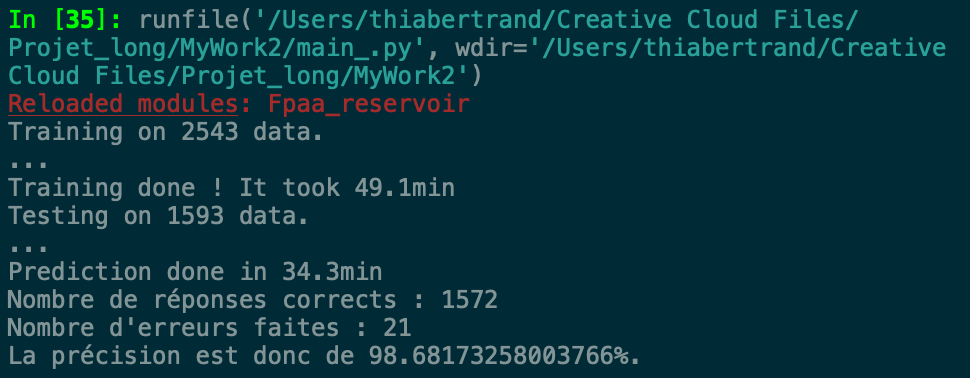 In [35]: runfile('/Users/thiabertrand/Creative Cloud Files/
Projet_long/MyWork2/main_.py', wdir='/Users/thiabertrand/Creative
Cloud Files/Projet_long/MyWork2')
Reloaded modules: Fpaa_reservoir
Training on 2543 data.
...
Training done ! It took 49.1min
Testing on 1593 data.
...
Prediction done in 34.3min
Nombre de réponses corrects : 1572
Nombre d'erreurs faites : 21
La précision est donc de 98.68173258003766%.